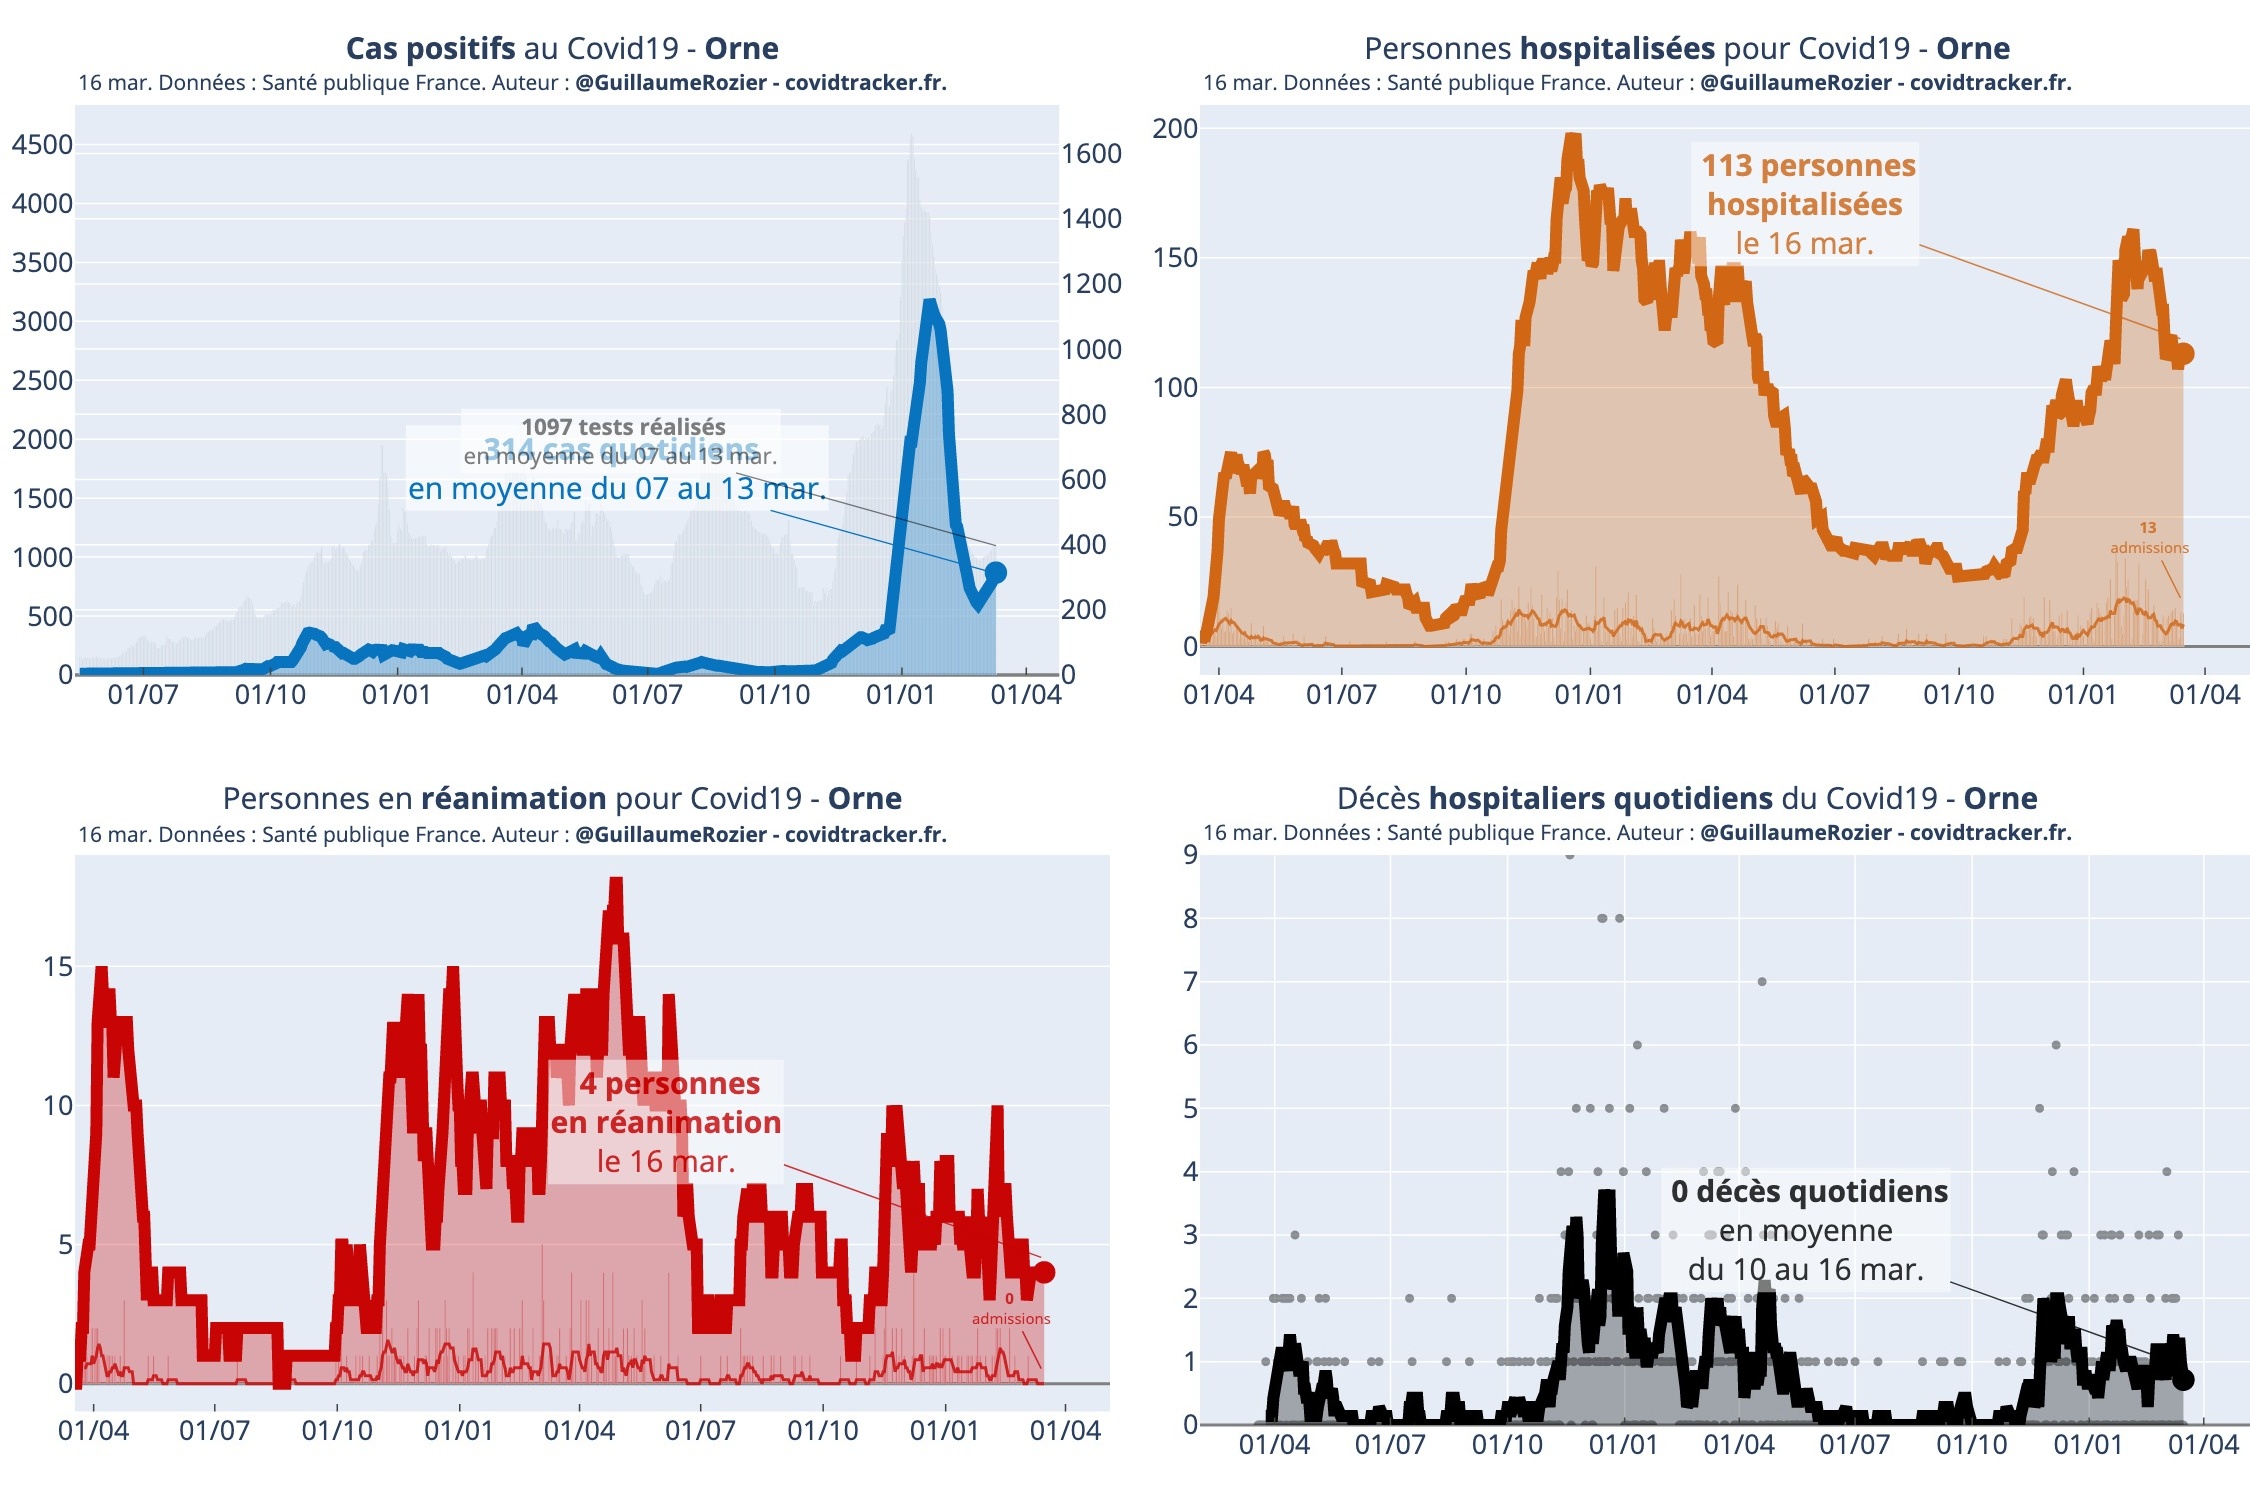 Cas positifs au Covid19 - Orne
16 mar. Données : Santé publique France. Auteur : @GuillaumeRozier - covidtracker.fr.
4500
4000
3500
3000
2500
2000
1500
1000
500
0
1600
1400
1200
1000
800
600
400
200
0
1097 tests réalisés
en moyenne du 07 au 13 mar.
314 cas quotidiens
en moyenne du 07 au 13 mar.
01/07 01/10 01/01 01/04 01/07 01/10 01/01 01/04
Personnes hospitalisées pour Covid19 - Orne
16 mar. Données : Santé publique France. Auteur : @GuillaumeRozier - covidtracker.fr.
200
150
100
50
0
113 personnes
hospitalisées
le 16 mar.
13
admissions
01/04 01/07 01/10 01/01 01/04 01/07 01/10 01/01 01/04
Personnes en réanimation pour Covid19 - Orne
16 mar. Données : Santé publique France. Auteur : @GuillaumeRozier - covidtracker.fr.
15
10
5
0
4 personnes
en réanimation
le 16 mar.
0
admissions
01/04 01/07 01/10 01/01 01/04 01/07 01/10 01/01 01/04
Décès hospitaliers quotidiens du Covid19 - Orne
16 mar. Données : Santé publique France. Auteur : @GuillaumeRozier - covidtracker.fr.
9
8
7
6
5
4
3
2
1
0
0 décès quotidiens
en moyenne
du 10 au 16 mar.
01/04 01/07 01/10 01/01 01/04 01/07 01/10 01/01 01/04